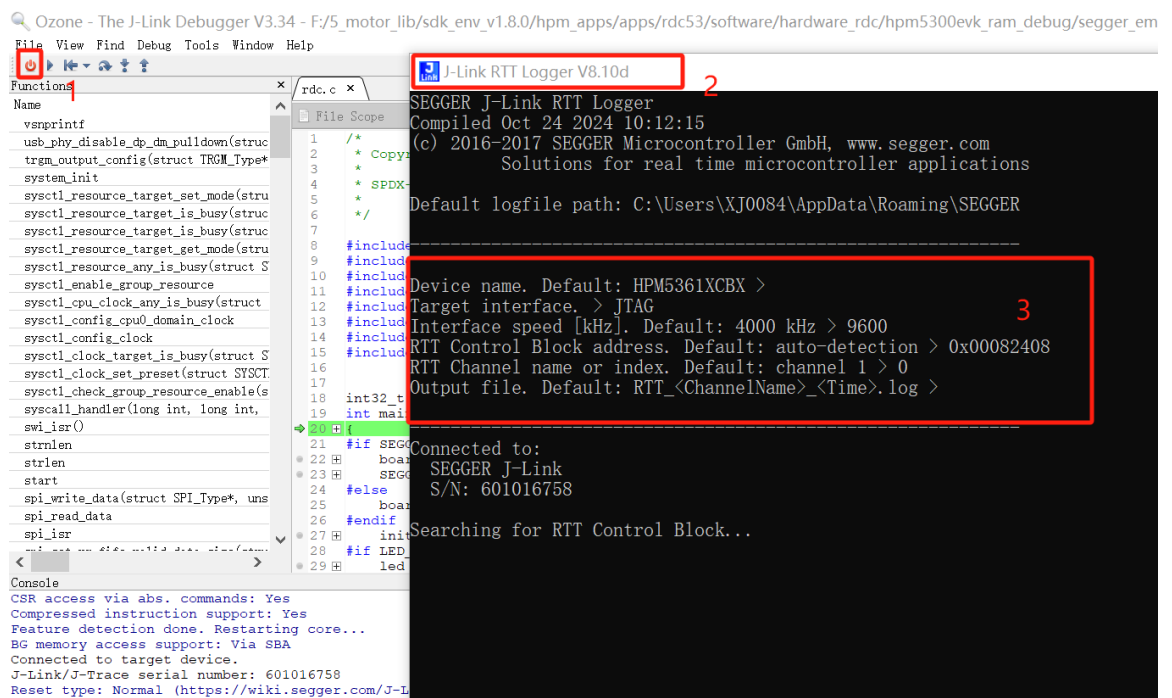 Ozone - The J-Link Debugger V3.34 - F:/5_motor_lib/sdk_env_v1.8.0/hpm_apps/apps/rdc53/software/hardware_rdc/hpm5300evk_ram_debug/segger_em
File View Find Debug Tools Window Help
1
Functions
Name
vsnprintf
usb_phy_disable_dp_dm_pulldown(struc
trgm_output_config(struct TRGM_Type*
system_init
sysctl_resource_target_set_mode(stru
sysctl_resource_target_is_busy(struc
sysctl_resource_target_is_busy(struc
sysctl_resource_target_get_mode(stru
sysctl_resource_any_is_busy(struct S
sysctl_enable_group_resource
sysctl_cpu_clock_any_is_busy(struct
sysctl_config_cpu0_domain_clock
sysctl_config_clock
sysctl_clock_target_is_busy(struct S
sysctl_clock_set_preset(struct SYSCT
sysctl_check_group_resource_enable(s
syscall_handler(long int, long int,
swi_isr()
strnlen
strlen
start
spi_write_data(struct SPI_Type*, uns
spi_read_data
spi_isr
rdc.c
File Scope
1 /*
2 * Copyr
3 *
4 * SPDX-
5 *
6 */
7
8 #include
9 #include
10 #include
11 #include
12 #include
13 #include
14 #include
15 #include
16
17
18 int32_t
19 int mai
20 {
21 #if SEGG
22 boar
23 SEGG
24 #else
25 boar
26 #endif
27 init
28 #if LED_
29 led
J-Link RTT Logger V8.10d
2
SEGGER J-Link RTT Logger
Compiled Oct 24 2024 10:12:15
(c) 2016-2017 SEGGER Microcontroller GmbH, www.segger.com
Solutions for real time microcontroller applications
Default logfile path: C:\Users\XJ0084\AppData\Roaming\SEGGER
------------------------------------------------------------
Device name. Default: HPM5361XCBX >
Target interface. > JTAG
Interface speed [kHz]. Default: 4000 kHz > 9600
RTT Control Block address. Default: auto-detection > 0x00082408
RTT Channel name or index. Default: channel 1 > 0
Output file. Default: RTT_<ChannelName>_<Time>.log >
3
------------------------------------------------------------
Connected to:
SEGGER J-Link
S/N: 601016758
Searching for RTT Control Block...
Console
CSR access via abs. commands: Yes
Compressed instruction support: Yes
Feature detection done. Restarting core...
BG memory access support: Via SBA
Connected to target device.
J-Link/J-Trace serial number: 601016758
Reset type: Normal (https://wiki.segger.com/J-L